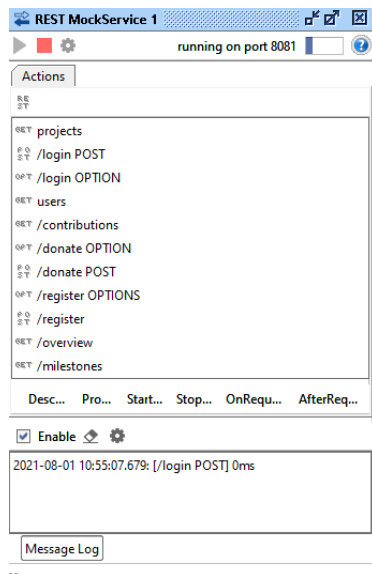 REST MockService 1
running on port 8081
Actions
RE
ST
GET projects
POST /login POST
OPT /login OPTION
GET users
GET /contributions
OPT /donate OPTION
POST /donate POST
OPT /register OPTIONS
POST /register
GET /overview
GET /milestones
Desc... Pro... Start... Stop... OnRequ... AfterReq...
Enable
2021-08-01 10:55:07.679: [/login POST] 0ms
Message Log